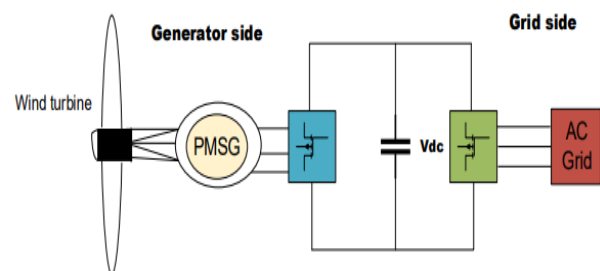 Generator side
Grid side
Wind turbine
PMSG
Vdc
AC
Grid